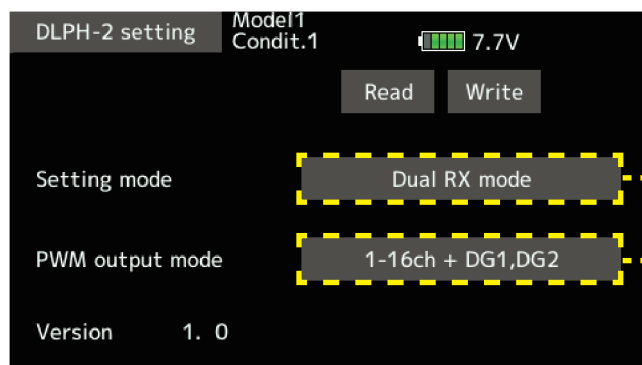 DLPH-2 setting
Model1
Condit.1
7.7V
Read Write
Setting mode Dual RX mode
PWM output mode 1-16ch + DG1,DG2
Version 1. 0